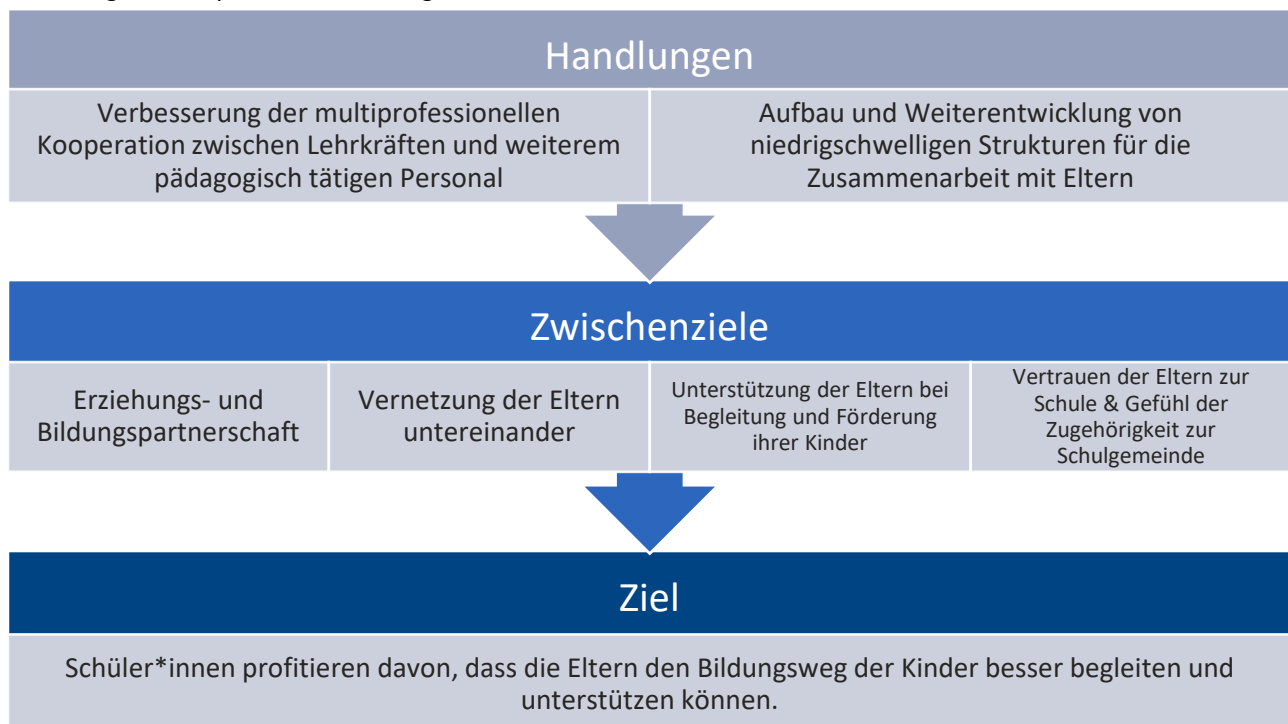 Handlungen
Verbesserung der multiprofessionellen
Kooperation zwischen Lehrkräften und weiterem
pädagogisch tätigen Personal
Aufbau und Weiterentwicklung von
niedrigschwelligen Strukturen für die
Zusammenarbeit mit Eltern
Zwischenziele
Erziehungs- und
Bildungspartnerschaft
Vernetzung der Eltern
untereinander
Unterstützung der Eltern bei
Begleitung und Förderung
ihrer Kinder
Vertrauen der Eltern zur
Schule & Gefühl der
Zugehörigkeit zur
Schulgemeinde
Ziel
Schüler*innen profitieren davon, dass die Eltern den Bildungsweg der Kinder besser begleiten und
unterstützen können.